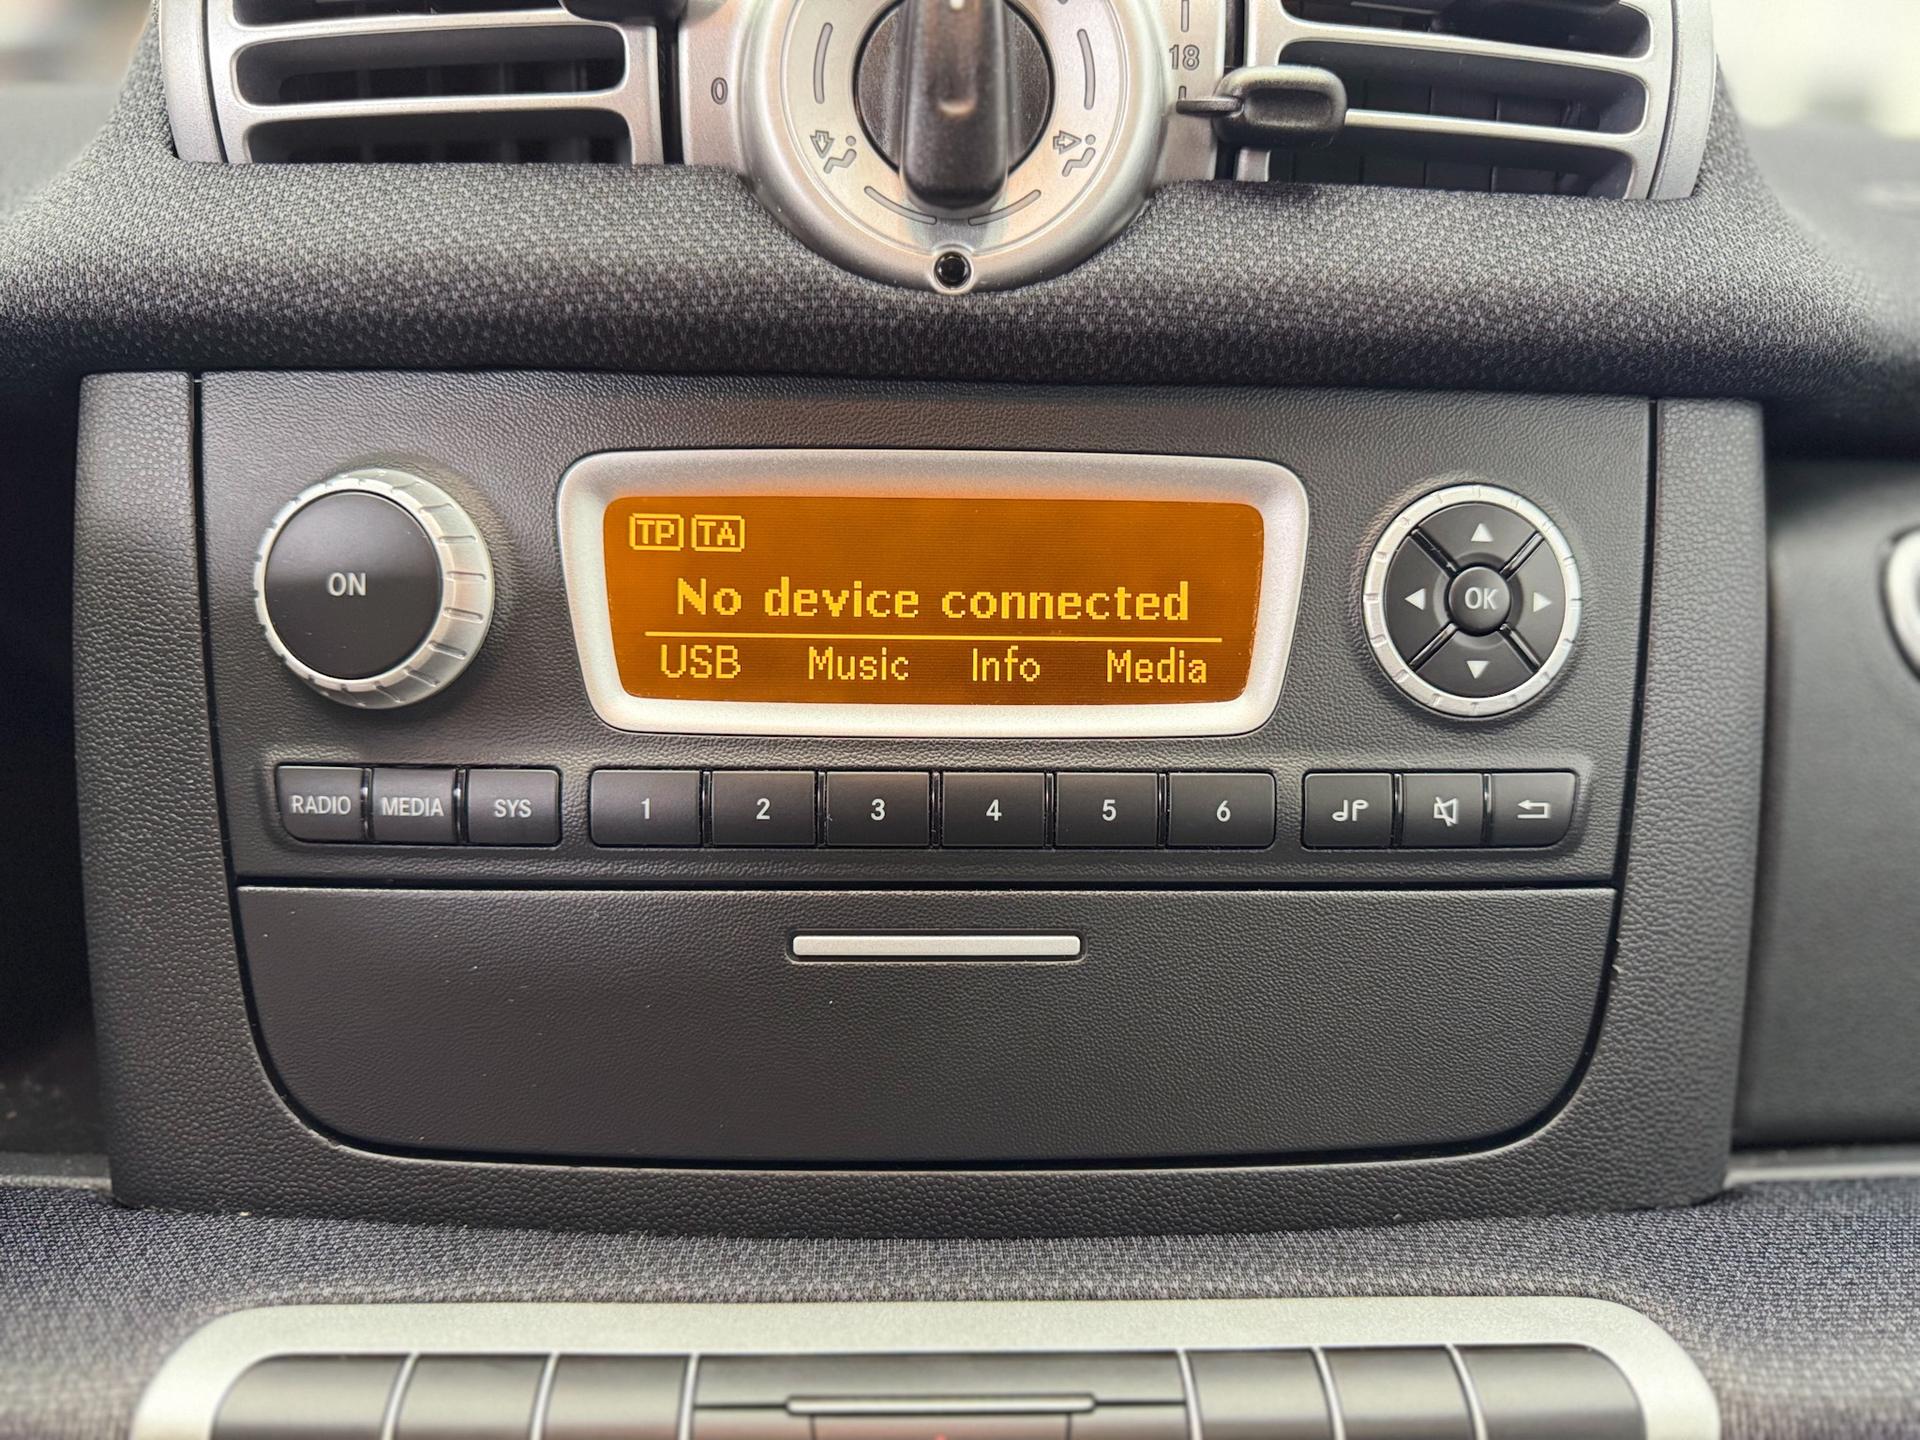 0
18
ON
TP TA
No device connected
USB Music Info Media
OK
RADIO MEDIA SYS 1 2 3 4 5 6